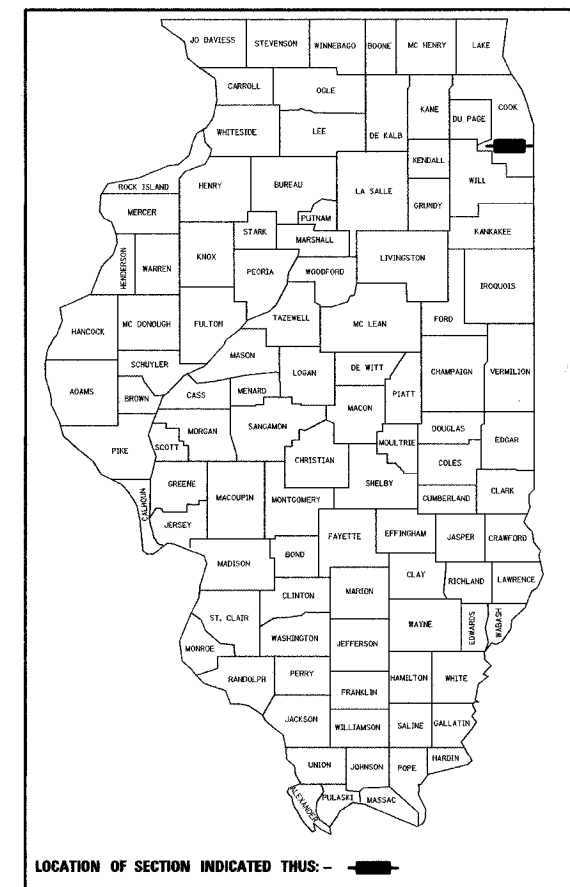 JO DAVIESS STEVENSON WINNEBAGO BOONE MC HENRY LAKE
CARROLL OGLE KANE COOK
DU PAGE
WHITESIDE LEE DE KALB
KENDALL
ROCK ISLAND HENRY BUREAU LA SALLE WILL
MERCER PUTNAM GRUNDY
STARK MARSHALL KANKAKEE
HENDERSON WARREN KNOX PEORIA WOODFORD LIVINGSTON
IROQUOIS
HANCOCK MC DONOUGH FULTON TAZEWELL MC LEAN FORD
MASON
SCHUYLER LOGAN DE WITT CHAMPAIGN VERMILION
ADAMS BROWN CASS MENARD PIATT
MACON
MORGAN SANGAMON DOUGLAS
PIKE SCOTT MOULTRIE EDGAR
CHRISTIAN COLES
GREENE SHELBY
CALHOUN MACOUPIN MONTGOMERY CUMBERLAND CLARK
JERSEY
FAYETTE EFFINGHAM JASPER CRAWFORD
MADISON BOND
CLAY
CLINTON MARION RICHLAND LAWRENCE
ST. CLAIR WAYNE EDWARDS WABASH
WASHINGTON JEFFERSON
MONROE
RANDOLPH PERRY HAMILTON WHITE
FRANKLIN
JACKSON WILLIAMSON SALINE GALLATIN
UNION JOHNSON POPE HARDIN
ALEXANDER PULASKI MASSAC
LOCATION OF SECTION INDICATED THUS: -